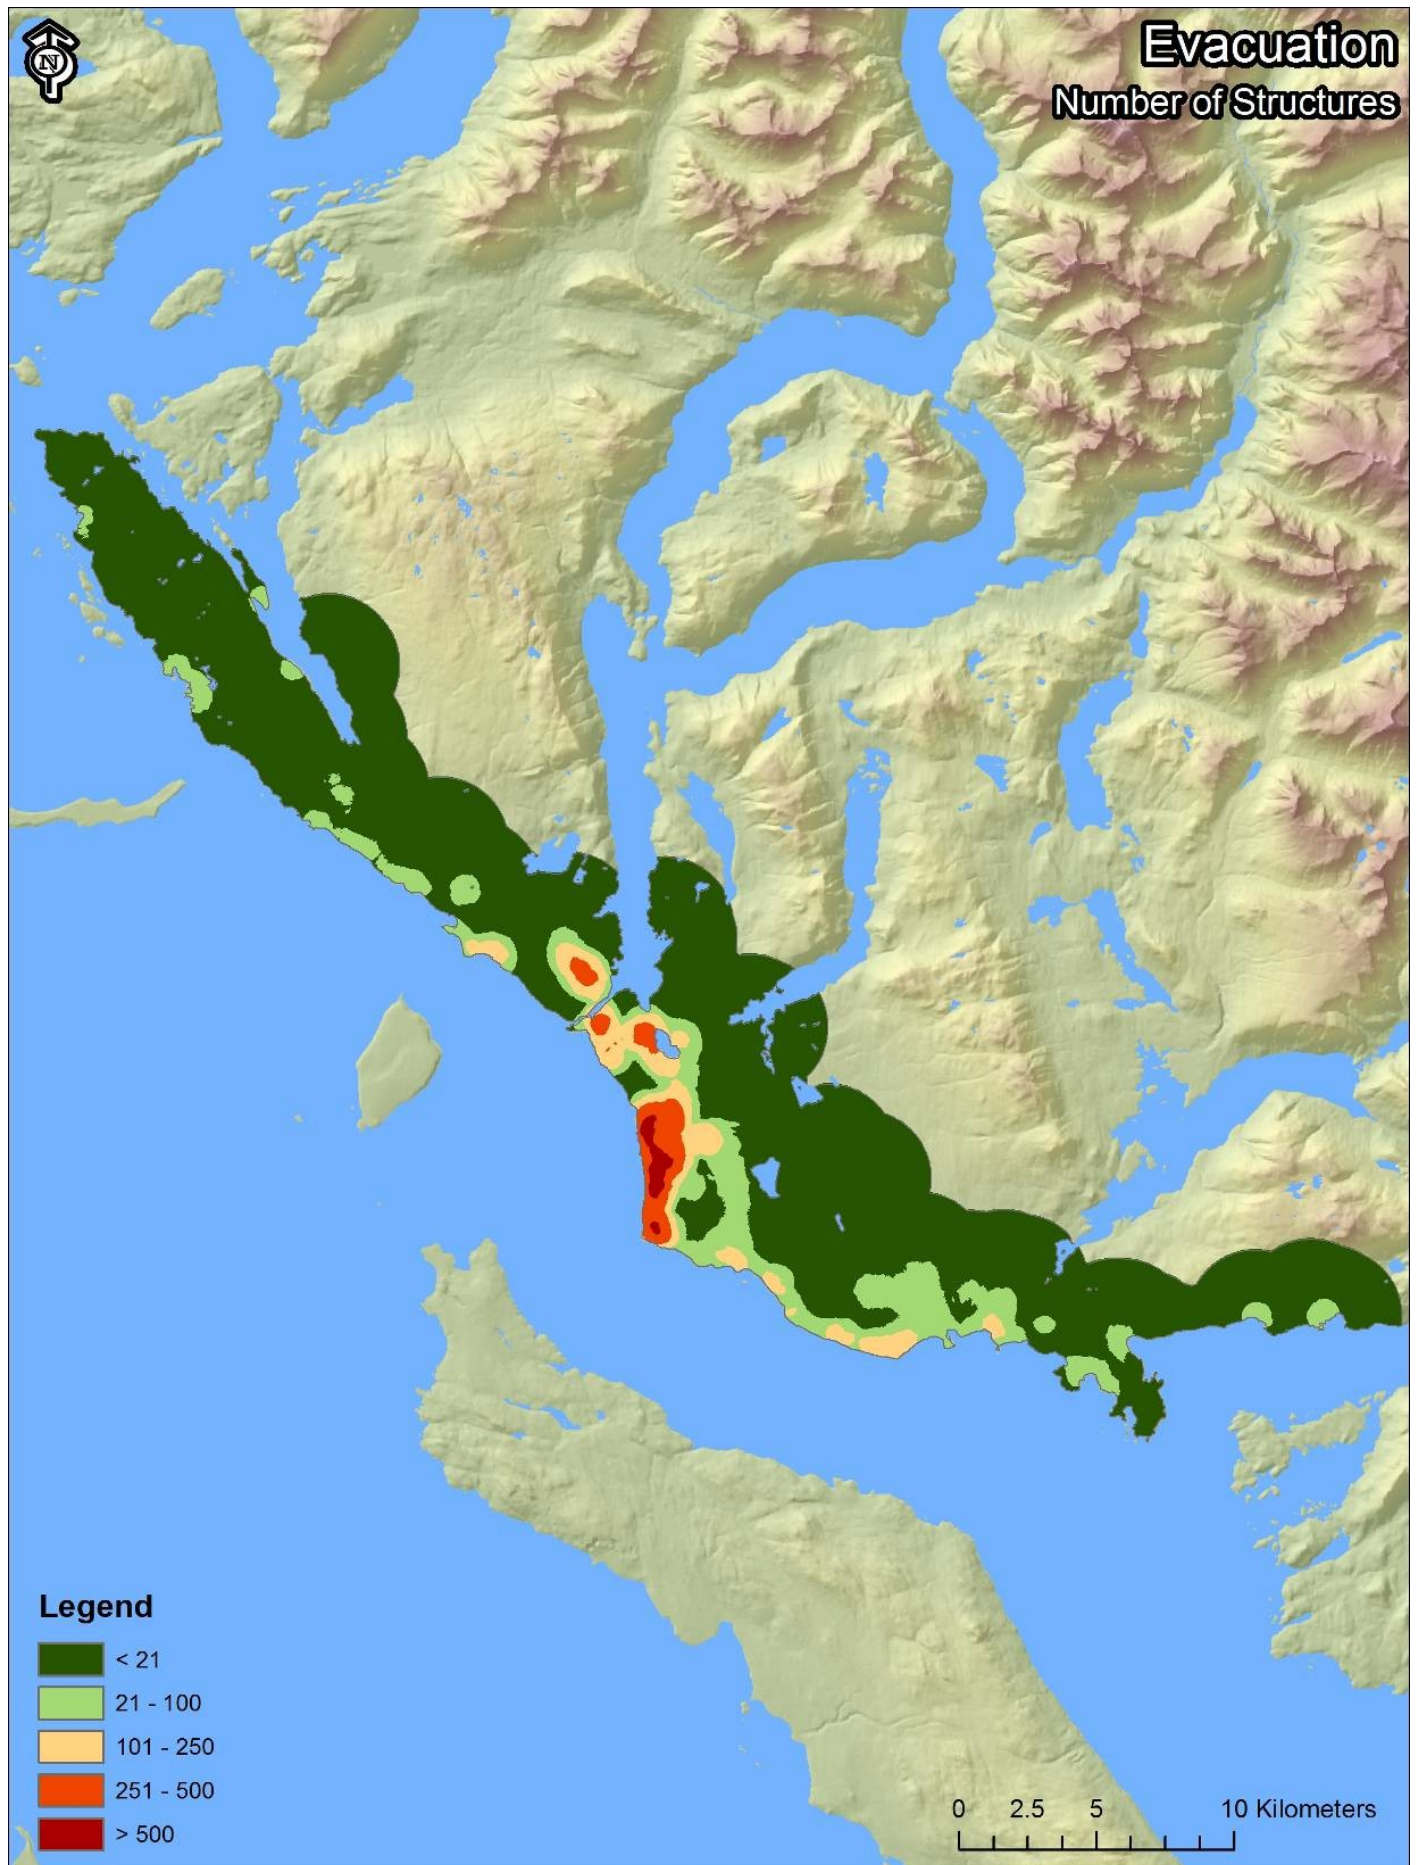 N
Evacuation
Number of Structures
Legend
< 21
21 - 100
101 - 250
251 - 500
> 500
0 2.5 5 10 Kilometers